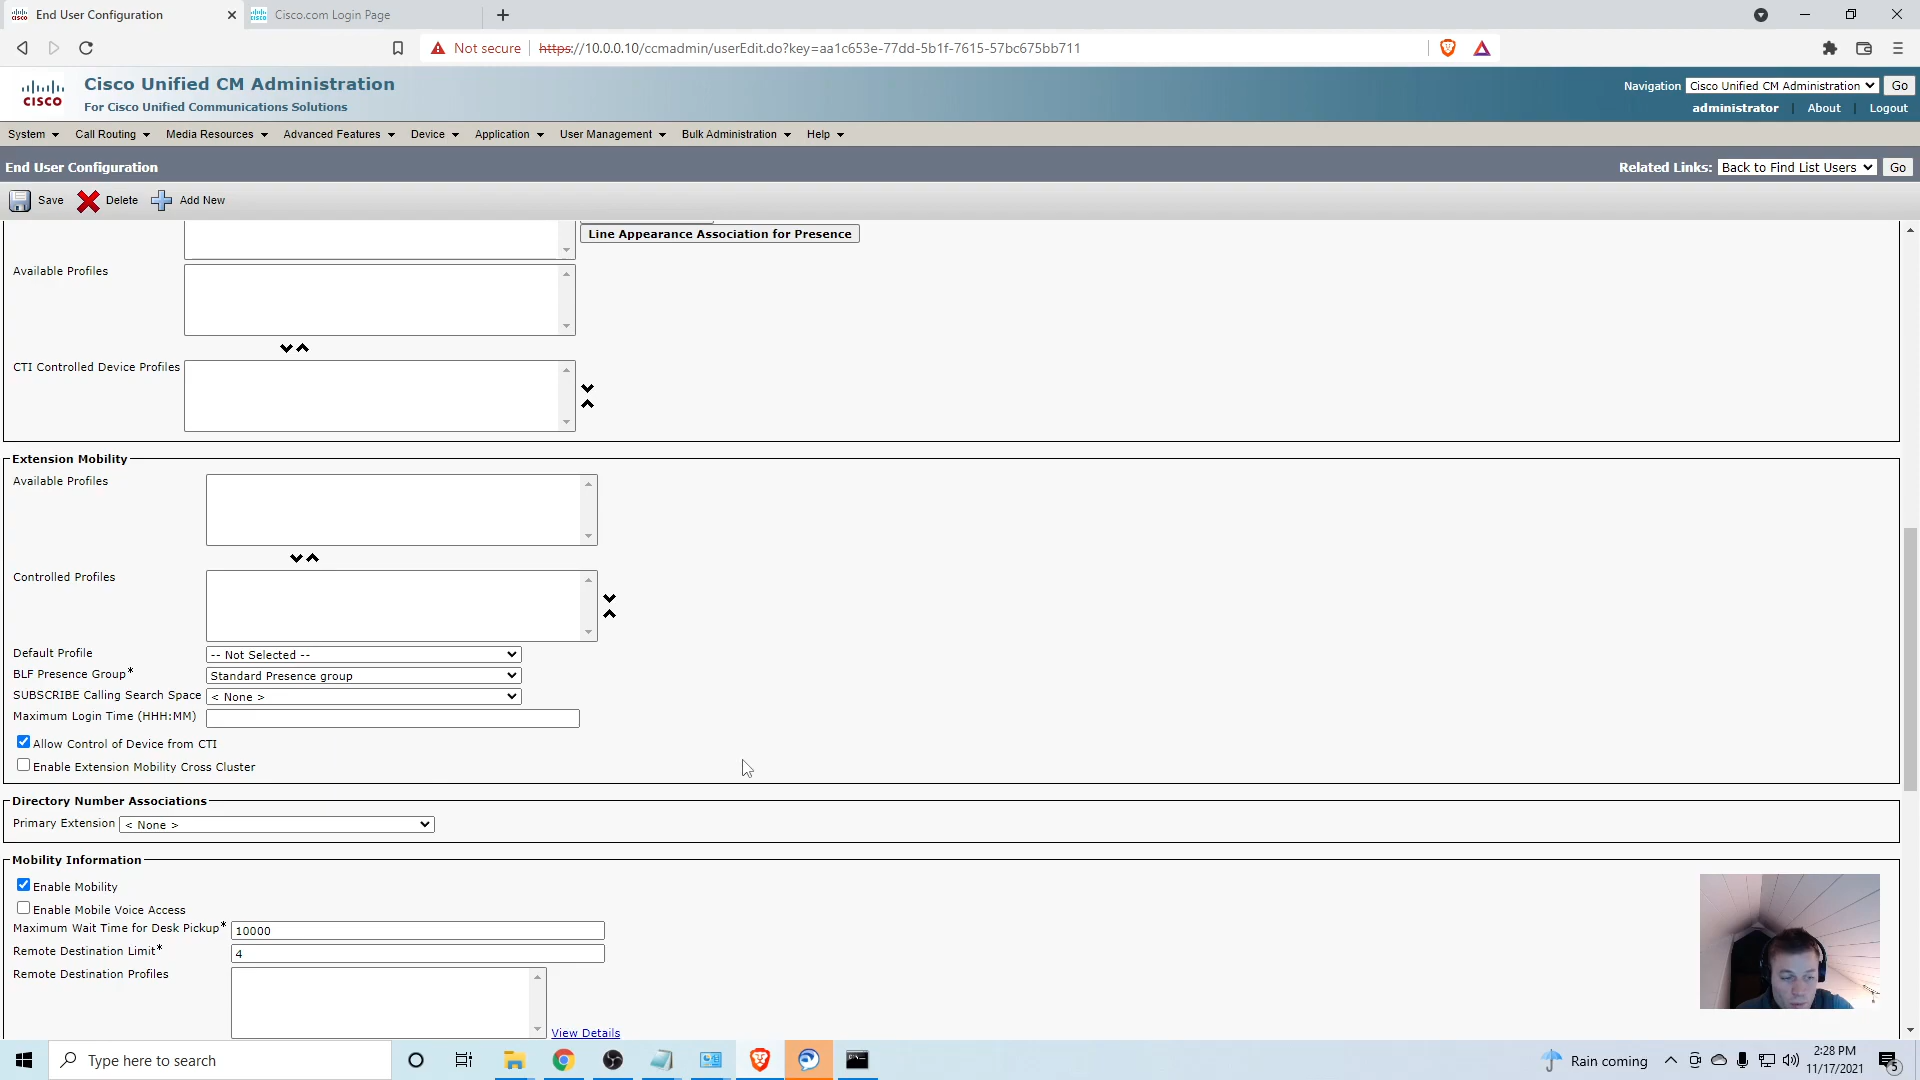 End User Configuration
Cisco.com Login Page
Not secure
https://10.0.0.10/ccmadmin/userEdit.do?key=aa1c653e-77dd-5b1f-7615-57bc675bb711
CISCO
Cisco Unified CM Administration
For Cisco Unified Communications Solutions
Navigation Cisco Unified CM Administration Go
administrator | About | Logout
System Call Routing Media Resources Advanced Features Device Application User Management Bulk Administration Help
End User Configuration
Related Links: Back to Find List Users Go
Save Delete Add New
Line Appearance Association for Presence
Available Profiles
CTI Controlled Device Profiles
Extension Mobility
Available Profiles
Controlled Profiles
Default Profile -- Not Selected --
BLF Presence Group* Standard Presence group
SUBSCRIBE Calling Search Space < None >
Maximum Login Time (HHH:MM)
Allow Control of Device from CTI
Enable Extension Mobility Cross Cluster
Directory Number Associations
Primary Extension < None >
Mobility Information
Enable Mobility
Enable Mobile Voice Access
Maximum Wait Time for Desk Pickup* 10000
Remote Destination Limit* 4
Remote Destination Profiles
View Details
Type here to search
Rain coming
2:28 PM
11/17/2021
5